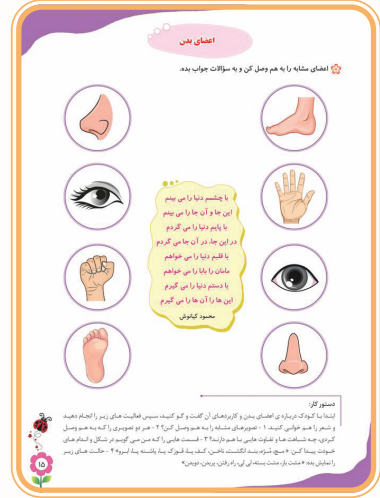 اعضای بدن
اعضای مشابه را به هم وصل کن و به سؤالات جواب بده.
با چشمم دنیا را می بینم
این جا و آن جا را می بینم
با پایم دنیا را می گردم
در این جا، در آن جا می گردم
با قلبم دنیا را می خواهم
مامان را بابا را می خواهم
با دستم دنیا را می گیرم
این ها را آن ها را می گیرم
محمود کیانوش
دستور کار:
ابتدا با کودک درباره ی اعضای بدن و کاربردهای آن گفت و گو کنید، سپس فعالیت های زیر را انجام دهید
و شعر را هم خوانی کنید. ۱ - تصویرهای مشابه را به هم وصل کن؟ ۲ - هر دو تصویری را که به هم وصل
کردی، چه شباهت ها و تفاوت هایی با هم دارند؟ ۳ - قسمت هایی را که من می گویم در شکل و اندام های
خودت پیدا کن: «مچ، مُژه، بند انگشت، ناخن، کف پا، قوزک پا، پاشنه پا، ابرو» ۴ - حالت های زیر
را نمایش بده: «مشت باز، مشت بسته، لی لی، راه رفتن، پریدن، دویدن»
۱۵